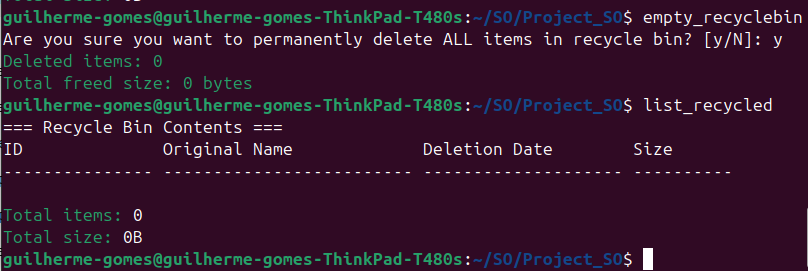 guilherme-gomes@guilherme-gomes-ThinkPad-T480s:~/SO/Project_SO$ empty_recyclebin
Are you sure you want to permanently delete ALL items in recycle bin? [y/N]: y
Deleted items: 0
Total freed size: 0 bytes
guilherme-gomes@guilherme-gomes-ThinkPad-T480s:~/SO/Project_SO$ list_recycled
=== Recycle Bin Contents ===
ID              Original Name             Deletion Date        Size
--------------- ------------------------- -------------------- ----------
Total items: 0
Total size: 0B
guilherme-gomes@guilherme-gomes-ThinkPad-T480s:~/SO/Project_SO$